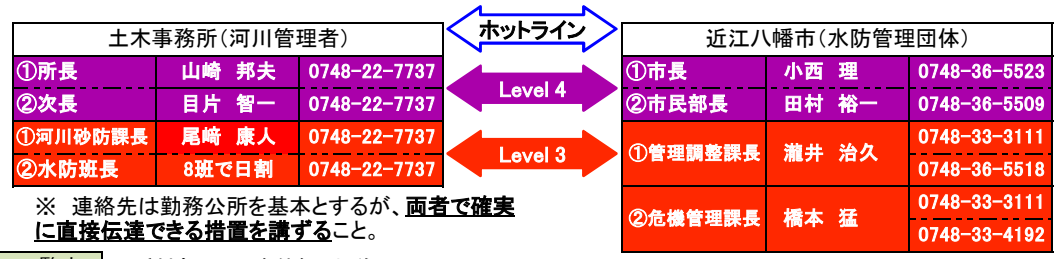 ホットライン
土木事務所(河川管理者)
①所長 山崎 邦夫 0748-22-7737
②次長 目片 智一 0748-22-7737
①河川砂防課長 尾崎 康人 0748-22-7737
②水防班長 8班で日割 0748-22-7737
Level 4
Level 3
近江八幡市(水防管理団体)
①市長 小西 理 0748-36-5523
②市民部長 田村 裕一 0748-36-5509
①管理調整課長 瀧井 治久 0748-33-3111
0748-36-5518
②危機管理課長 橋本 猛 0748-33-3111
0748-33-4192
※ 連絡先は勤務公所を基本とするが、両者で確実
に直接伝達できる措置を講ずること。